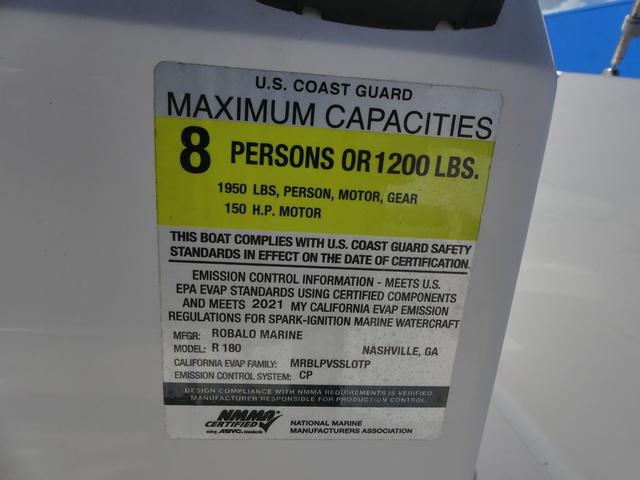 U.S. COAST GUARD
MAXIMUM CAPACITIES
8 PERSONS OR 1200 LBS.
1950 LBS, PERSON, MOTOR, GEAR
150 H.P. MOTOR
THIS BOAT COMPLIES WITH U.S. COAST GUARD SAFETY
STANDARDS IN EFFECT ON THE DATE OF CERTIFICATION.
EMISSION CONTROL INFORMATION - MEETS U.S.
EPA EVAP STANDARDS USING CERTIFIED COMPONENTS
AND MEETS 2021 MY CALIFORNIA EVAP EMISSION
REGULATIONS FOR SPARK-IGNITION MARINE WATERCRAFT
MFGR: ROBALO MARINE
MODEL: R 180 NASHVILLE, GA
CALIFORNIA EVAP FAMILY: MRBLPVSSLOTP
EMISSION CONTROL SYSTEM: CP
DESIGN COMPLIANCE WITH NMMA REQUIREMENTS IS VERIFIED.
MANUFACTURER RESPONSIBLE FOR PRODUCTION CONTROL.
NMMA
CERTIFIED
using ABYC standards
NATIONAL MARINE
MANUFACTURERS ASSOCIATION